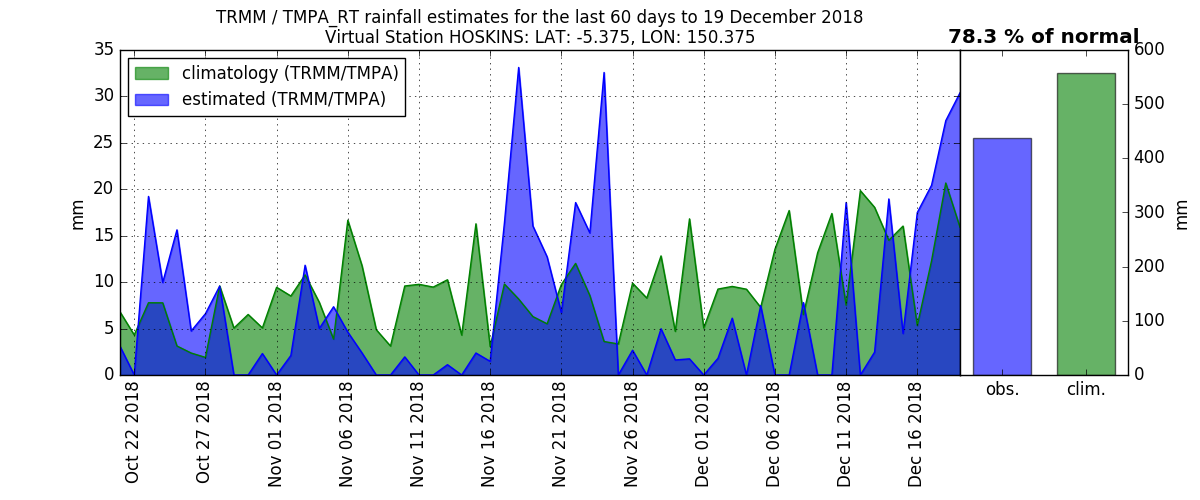 TRMM / TMPA_RT rainfall estimates for the last 60 days to 19 December 2018
Virtual Station HOSKINS: LAT: -5.375, LON: 150.375
78.3 % of normal
climatology (TRMM/TMPA)
estimated (TRMM/TMPA)
mm
35
30
25
20
15
10
5
0
Oct 22 2018
Oct 27 2018
Nov 01 2018
Nov 06 2018
Nov 11 2018
Nov 16 2018
Nov 21 2018
Nov 26 2018
Dec 01 2018
Dec 06 2018
Dec 11 2018
Dec 16 2018
obs.
clim.
600
500
400
300
200
100
0
mm